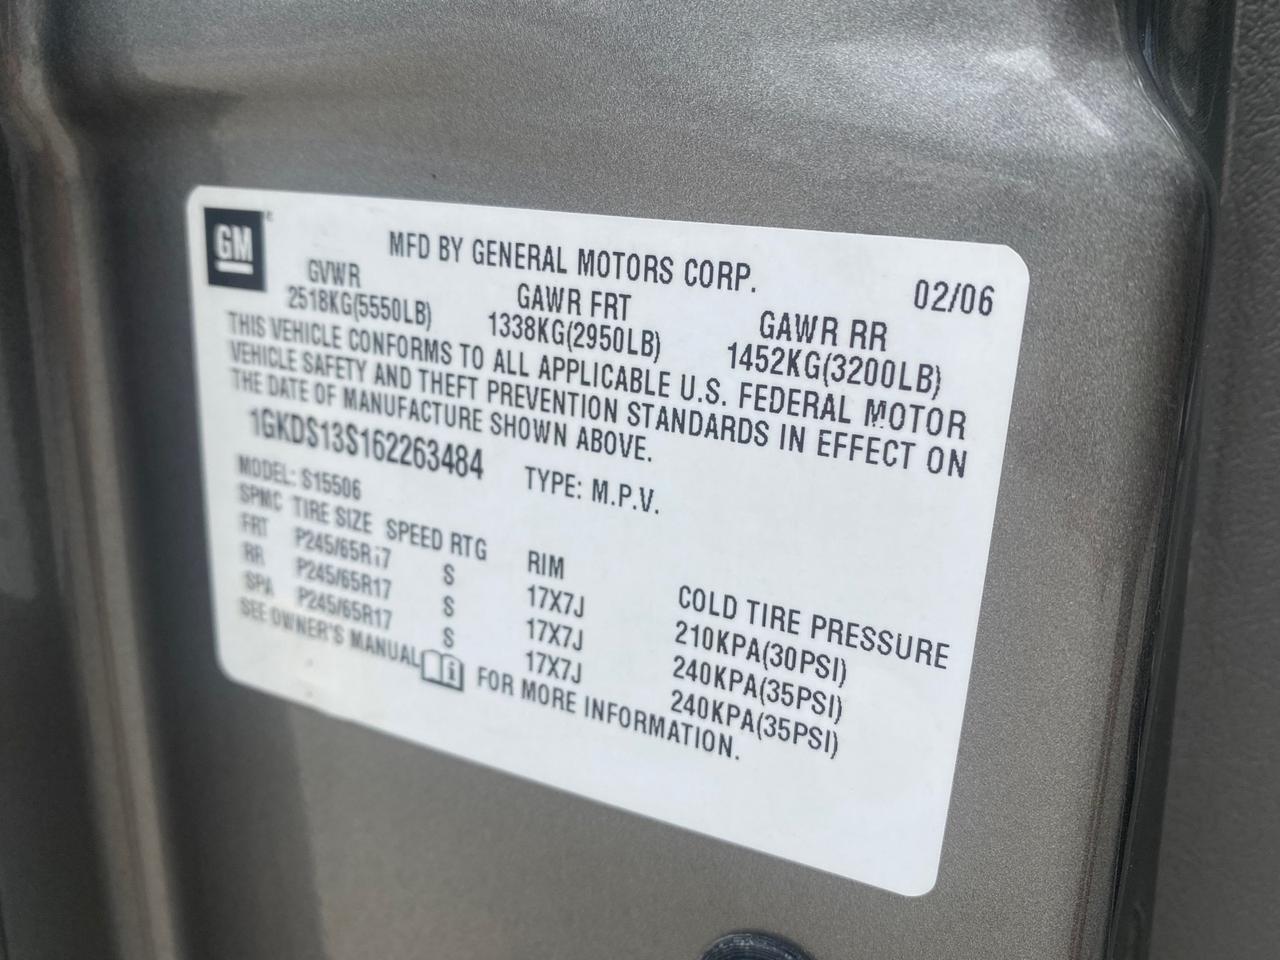 GM
MFD BY GENERAL MOTORS CORP.
02/06
GVWR GAWR FRT GAWR RR
2518KG(5550LB) 1338KG(2950LB) 1452KG(3200LB)
THIS VEHICLE CONFORMS TO ALL APPLICABLE U.S. FEDERAL MOTOR
VEHICLE SAFETY AND THEFT PREVENTION STANDARDS IN EFFECT ON
THE DATE OF MANUFACTURE SHOWN ABOVE.
1GKDS13S162263484 TYPE: M.P.V.
MODEL: S15506
SPMC TIRE SIZE SPEED RTG RIM COLD TIRE PRESSURE
FRT P245/65R17 S 17X7J 210KPA(30PSI)
RR P245/65R17 S 17X7J 240KPA(35PSI)
SPA P245/65R17 S 17X7J 240KPA(35PSI)
SEE OWNER'S MANUAL i FOR MORE INFORMATION.